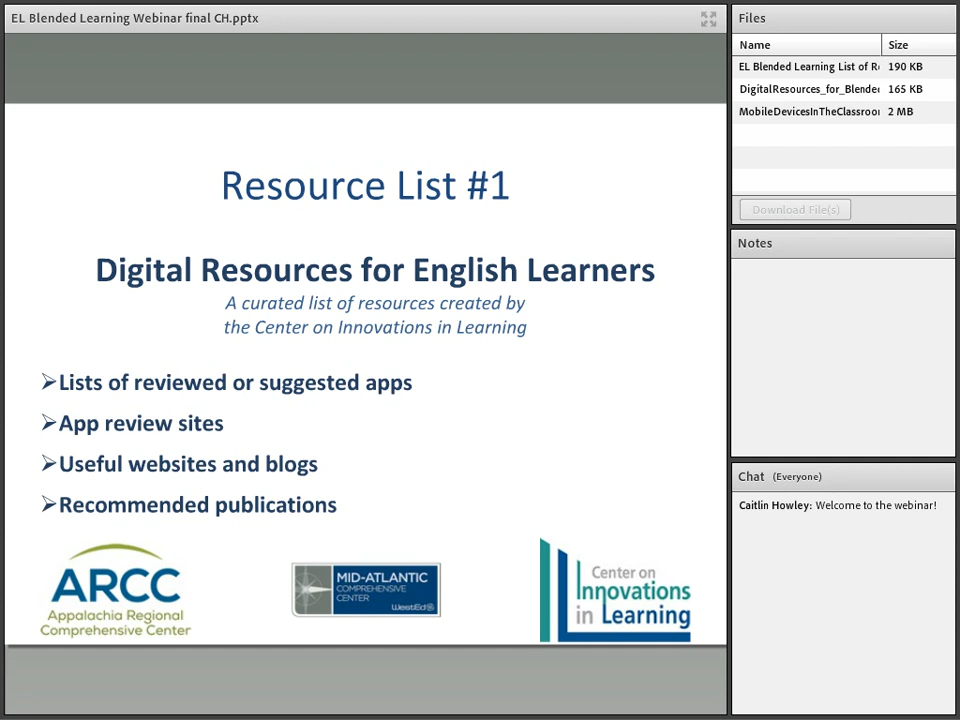 EL Blended Learning Webinar final CH.pptx
Resource List #1
Digital Resources for English Learners
A curated list of resources created by
the Center on Innovations in Learning
➢Lists of reviewed or suggested apps
➢App review sites
➢Useful websites and blogs
➢Recommended publications
ARCC
Appalachia Regional
Comprehensive Center
MID-ATLANTIC
COMPREHENSIVE
CENTER
WestEd
Center on
Innovations
in Learning
Files
Name Size
EL Blended Learning List of 190 KB
DigitalResources_for_Blended 165 KB
MobileDevicesInTheClassroom 2 MB
Download File(s)
Notes
Chat (Everyone)
Caitlin Howley: Welcome to the webinar!